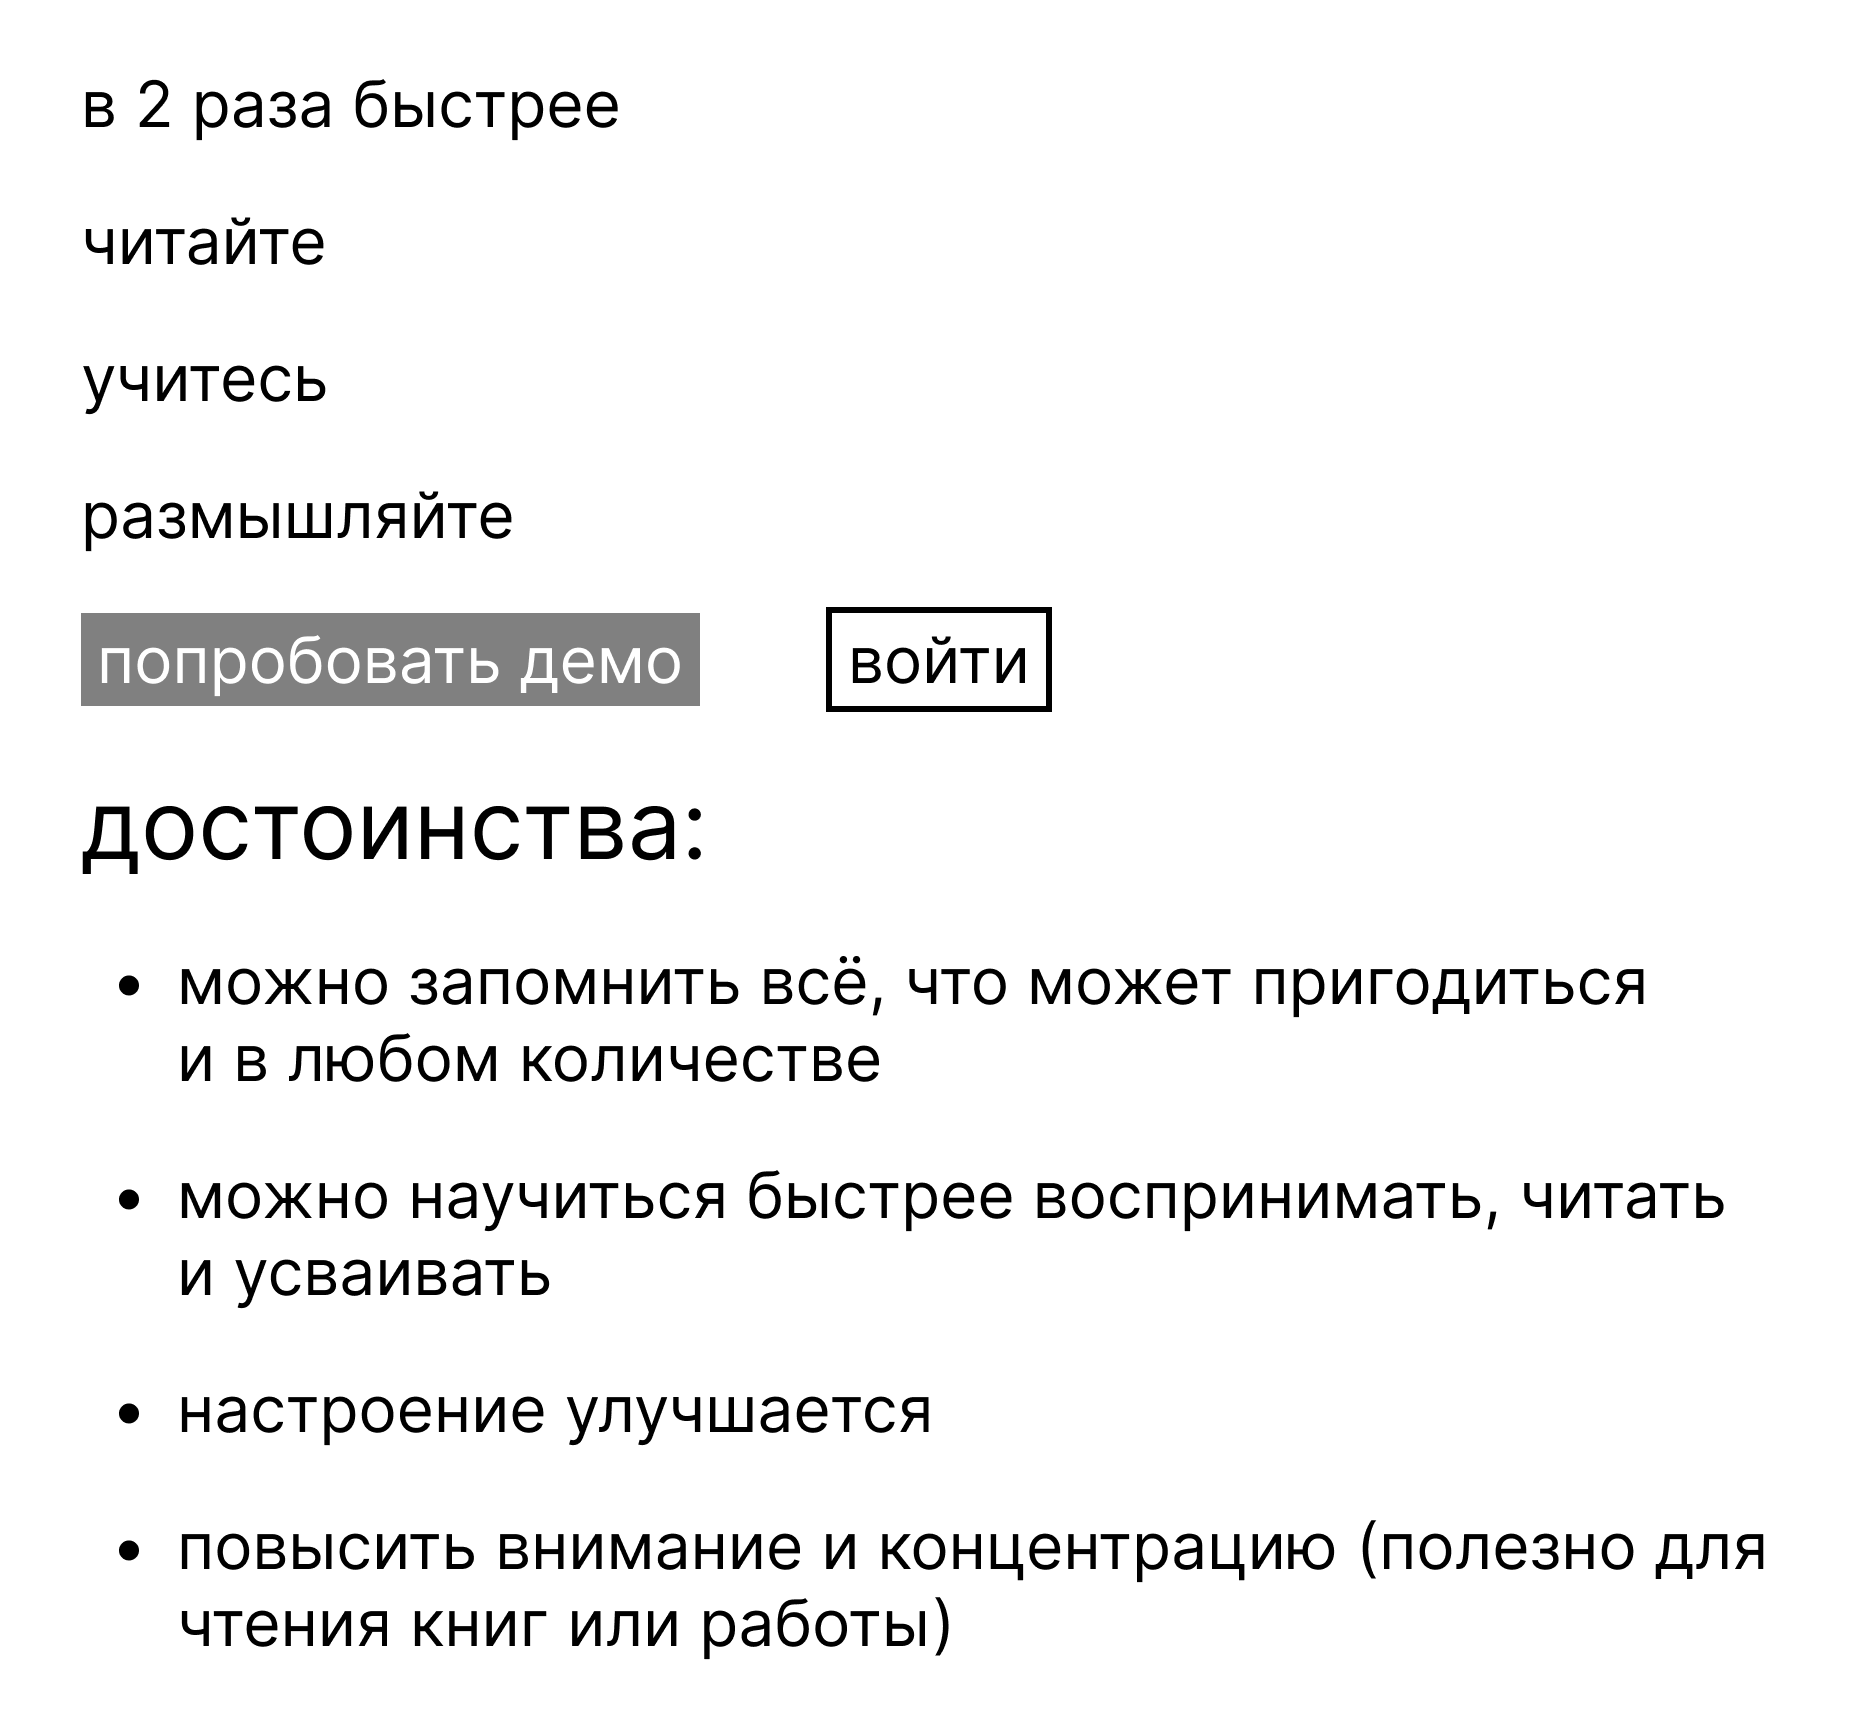 в 2 раза быстрее
читайте
учитесь
размышляйте
попробовать демо войти
достоинства:
• можно запомнить всё, что может пригодиться
и в любом количестве
• можно научиться быстрее воспринимать, читать
и усваивать
• настроение улучшается
• повысить внимание и концентрацию (полезно для
чтения книг или работы)